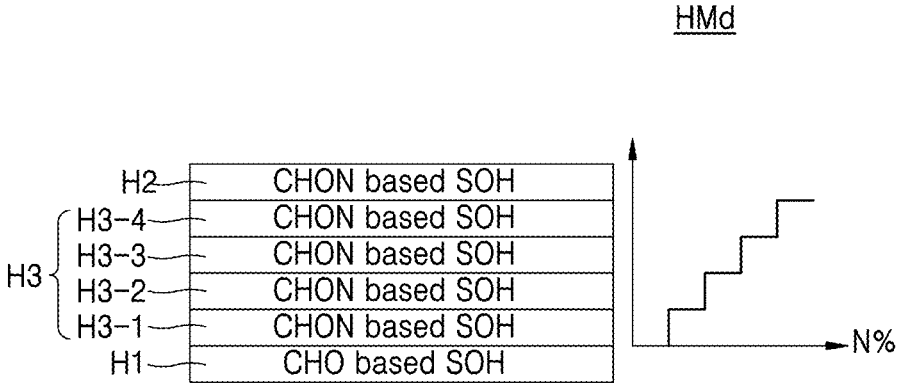 HMd
H2 CHON based SOH
H3-4 CHON based SOH
H3-3 CHON based SOH
H3
H3-2 CHON based SOH
H3-1 CHON based SOH
H1 CHO based SOH
N%